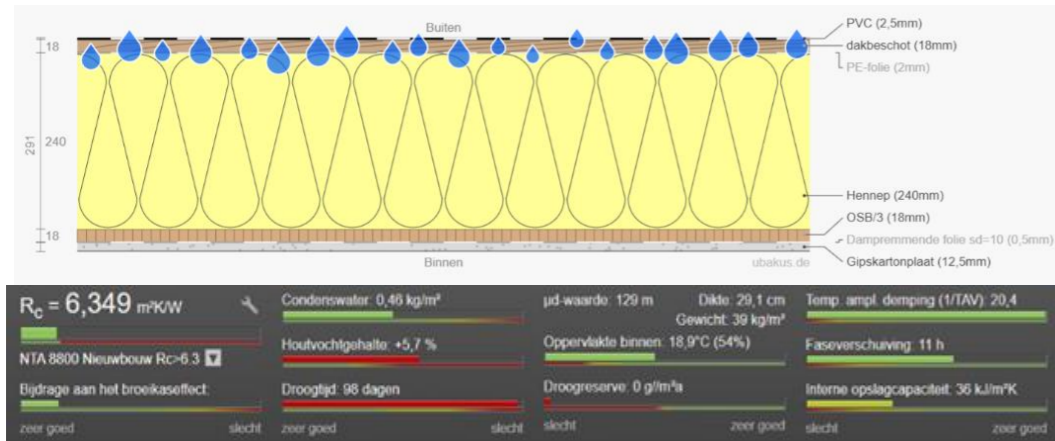 Buiten
PVC (2,5mm)
dakbeschot (18mm)
PE-folie (2mm)
18
291
240
18
Hennep (240mm)
OSB/3 (18mm)
Dampremmende folie sd=10 (0,5mm)
Gipskartonplaat (12,5mm)
Binnen
ubakus.de
Rc = 6,349 m²K/W
NTA 8800 Nieuwbouw Rc>6.3
Bijdrage aan het broeikaseffect:
zeer goed slecht
Condenswater: 0,46 kg/m²
Houtvochtgehalte: +5,7 %
Droogtijd: 98 dagen
zeer goed slecht
μd-waarde: 129 m Dikte: 29,1 cm
Gewicht: 39 kg/m²
Oppervlakte binnen: 18,9°C (54%)
Droogreserve: 0 g//m²a
slecht zeer goed
Temp. ampl. demping (1/TAV): 20,4
Faseverschuiving: 11 h
Interne opslagcapaciteit: 36 kJ/m²K
slecht zeer goed